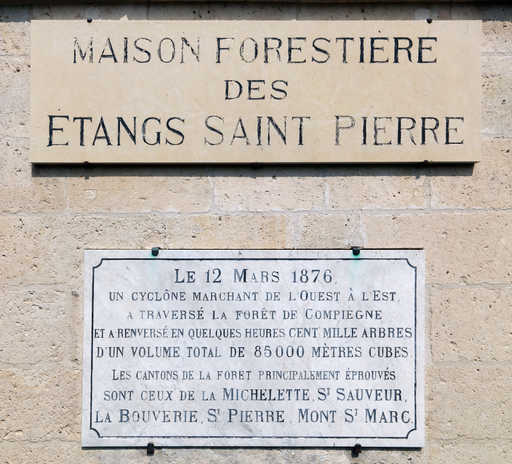 MAISON FORESTIÈRE
DES
ETANGS SAINT PIERRE
LE 12 MARS 1876,
UN CYCLÔNE MARCHANT DE L'OUEST À L'EST,
A TRAVERSÉ LA FORÊT DE COMPIEGNE
ET A RENVERSÉ EN QUELQUES HEURES CENT MILLE ARBRES
D'UN VOLUME TOTAL DE 85000 MÈTRES CUBES.
LES CANTONS DE LA FORET PRINCIPALEMENT ÉPROUVÉS
SONT CEUX DE LA MICHELETTE, ST SAUVEUR,
LA BOUVERIE, ST PIERRE, MONT ST MARC.